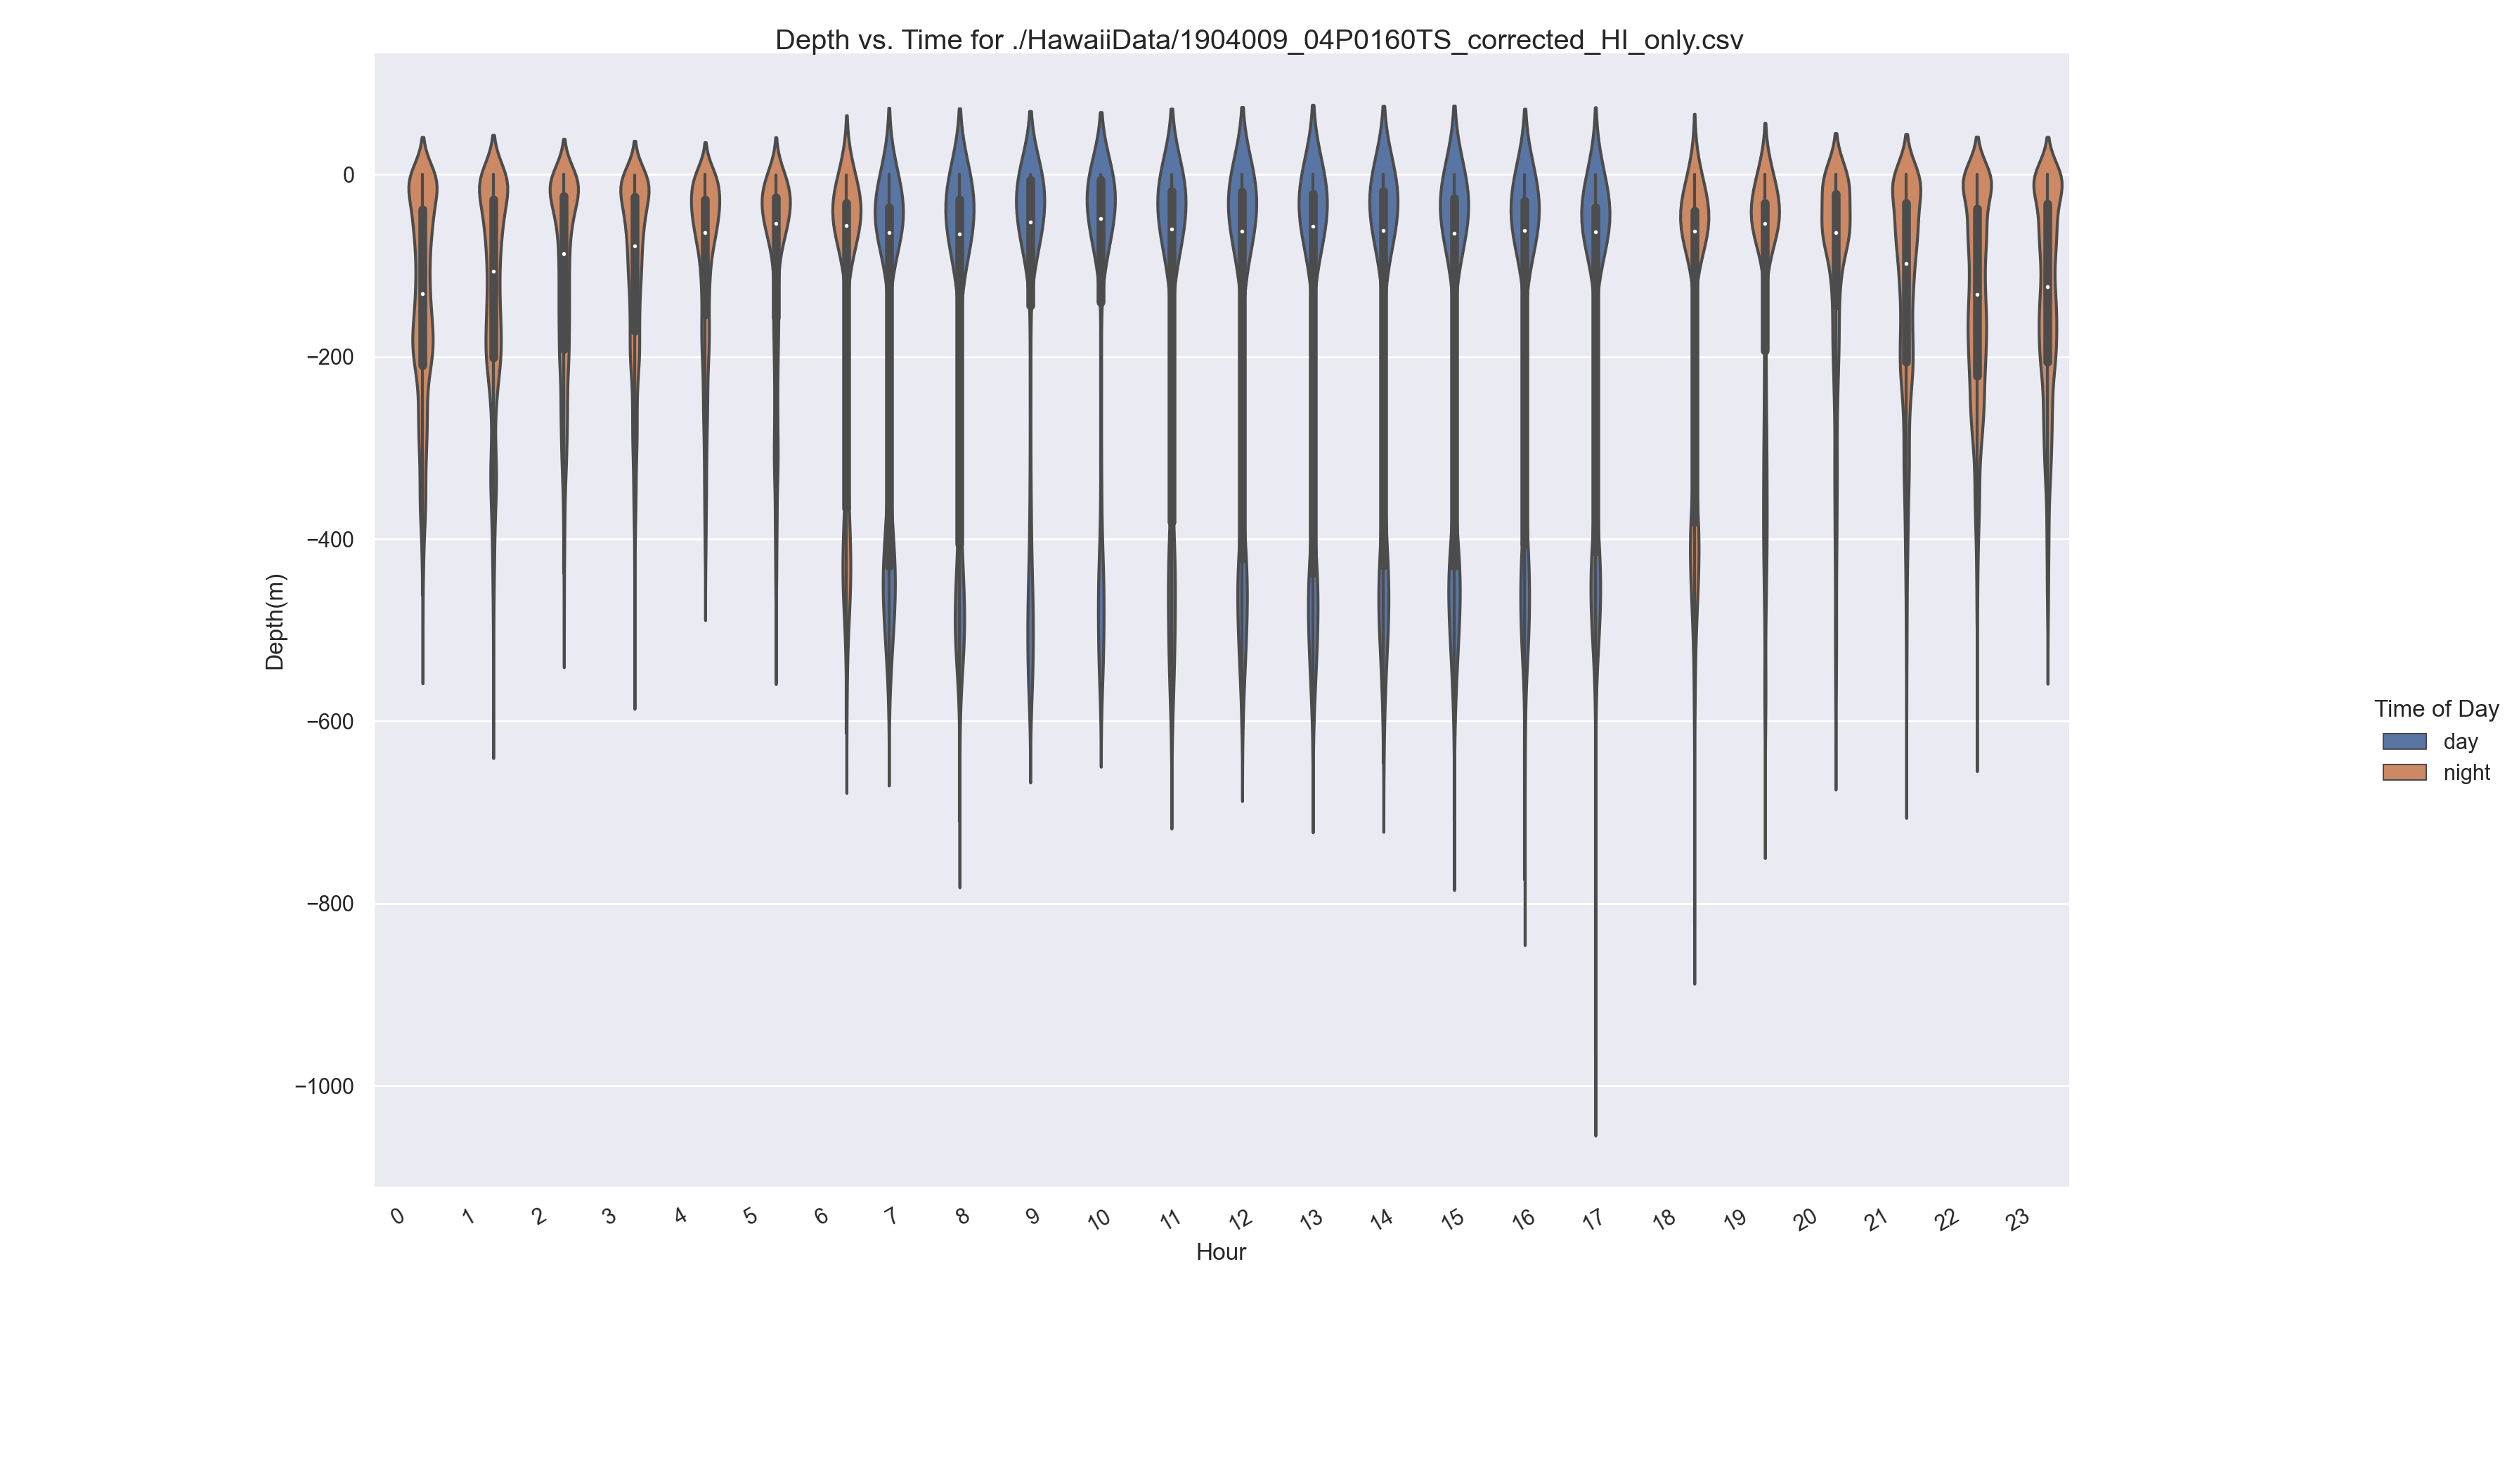 Depth vs. Time for ./HawaiiData/1904009_04P0160TS_corrected_HI_only.csv
0
−200
−400
−600
−800
−1000
Depth(m)
0 1 2 3 4 5 6 7 8 9 10 11 12 13 14 15 16 17 18 19 20 21 22 23
Hour
Time of Day
day
night